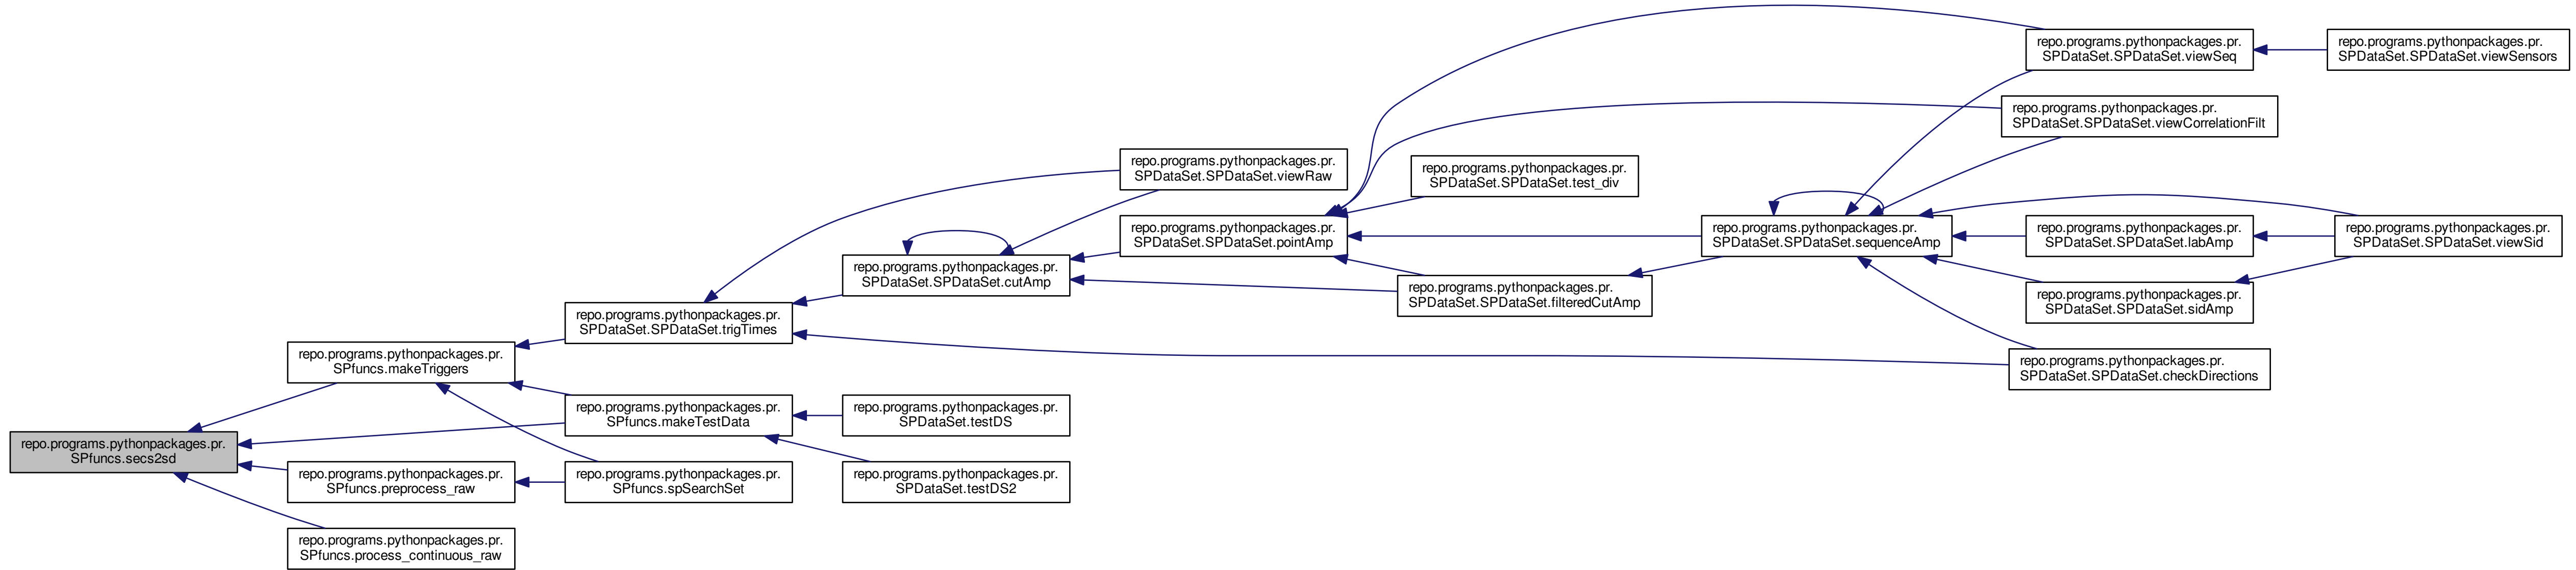 repo.programs.pythonpackages.pr.
SPDataSet.SPDataSet.viewSeq
repo.programs.pythonpackages.pr.
SPDataSet.SPDataSet.viewSensors
repo.programs.pythonpackages.pr.
SPDataSet.SPDataSet.viewCorrelationFilt
repo.programs.pythonpackages.pr.
SPDataSet.SPDataSet.viewRaw
repo.programs.pythonpackages.pr.
SPDataSet.SPDataSet.test_div
repo.programs.pythonpackages.pr.
SPDataSet.SPDataSet.pointAmp
repo.programs.pythonpackages.pr.
SPDataSet.SPDataSet.sequenceAmp
repo.programs.pythonpackages.pr.
SPDataSet.SPDataSet.labAmp
repo.programs.pythonpackages.pr.
SPDataSet.SPDataSet.viewSid
repo.programs.pythonpackages.pr.
SPDataSet.SPDataSet.cutAmp
repo.programs.pythonpackages.pr.
SPDataSet.SPDataSet.filteredCutAmp
repo.programs.pythonpackages.pr.
SPDataSet.SPDataSet.sidAmp
repo.programs.pythonpackages.pr.
SPDataSet.SPDataSet.trigTimes
repo.programs.pythonpackages.pr.
SPfuncs.makeTriggers
repo.programs.pythonpackages.pr.
SPDataSet.SPDataSet.checkDirections
repo.programs.pythonpackages.pr.
SPfuncs.makeTestData
repo.programs.pythonpackages.pr.
SPDataSet.testDS
repo.programs.pythonpackages.pr.
SPfuncs.secs2sd
repo.programs.pythonpackages.pr.
SPfuncs.preprocess_raw
repo.programs.pythonpackages.pr.
SPfuncs.spSearchSet
repo.programs.pythonpackages.pr.
SPDataSet.testDS2
repo.programs.pythonpackages.pr.
SPfuncs.process_continuous_raw